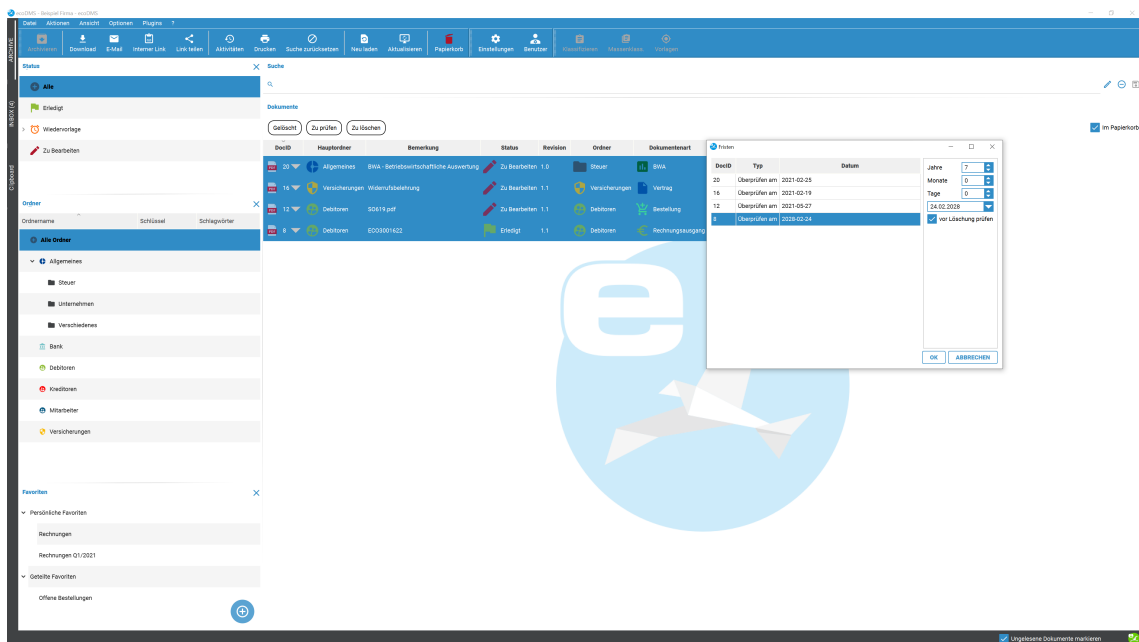 ecoDMS - Beispiel Firma - ecoDMS
Datei Aktionen Ansicht Optionen Plugins ?
Archivieren Download E-Mail Interner Link Link teilen Aktivitäten Drucken Suche zurücksetzen Neu laden Aktualisieren Papierkorb Einstellungen Benutzer Klassifizieren Massenklass. Vorlagen
ARCHIVE
INBOX (4)
Clipboard
Status
Alle
Erledigt
Wiedervorlage
Zu Bearbeiten
Ordner
Ordnername Schlüssel Schlagwörter
Alle Ordner
Allgemeines
Steuer
Unternehmen
Verschiedenes
Bank
Debitoren
Kreditoren
Mitarbeiter
Versicherungen
Favoriten
Persönliche Favoriten
Rechnungen
Rechnungen Q1/2021
Geteilte Favoriten
Offene Bestellungen
Suche
Dokumente
Gelöscht Zu prüfen Zu löschen
Im Papierkorb
DocID Hauptordner Bemerkung Status Revision Ordner Dokumentenart
PDF 20 Allgemeines BWA - Betriebswirtschaftliche Auswertung Zu Bearbeiten 1.0 Steuer BWA
PDF 16 Versicherungen Widerrufsbelehrung Zu Bearbeiten 1.1 Versicherungen Vertrag
PDF 12 Debitoren SO619.pdf Zu Bearbeiten 1.1 Debitoren Bestellung
PDF 8 Debitoren ECO3001622 Erledigt 1.1 Debitoren Rechnungsausgang
e
Fristen
DocID Typ Datum
20 Überprüfen am 2021-02-25
16 Überprüfen am 2021-02-19
12 Überprüfen am 2021-05-27
8 Überprüfen am 2028-02-24
Jahre 7
Monate 0
Tage 0
24.02.2028
vor Löschung prüfen
OK ABBRECHEN
Ungelesene Dokumente markieren